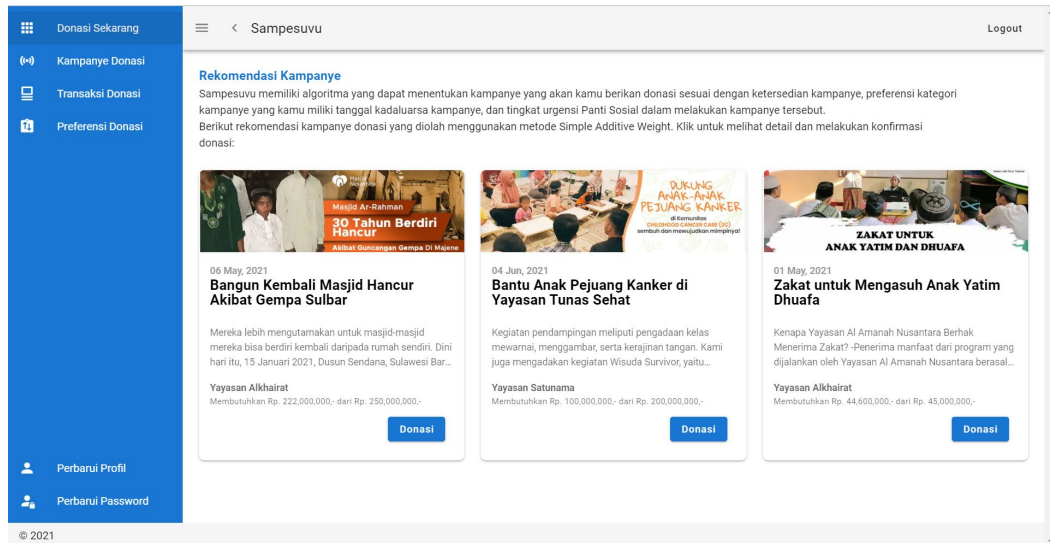 Donasi Sekarang
Kampanye Donasi
Transaksi Donasi
Preferensi Donasi
Perbarui Profil
Perbarui Password
Sampesuvu
Logout
Rekomendasi Kampanye
Sampesuvu memiliki algoritma yang dapat menentukan kampanye yang akan kamu berikan donasi sesuai dengan ketersedian kampanye, preferensi kategori
kampanye yang kamu miliki tanggal kadaluarsa kampanye, dan tingkat urgensi Panti Sosial dalam melakukan kampanye tersebut.
Berikut rekomendasi kampanye donasi yang diolah menggunakan metode Simple Additive Weight. Klik untuk melihat detail dan melakukan konfirmasi
donasi:
Masjid
Nusantara
Masjid Ar-Rahman
30 Tahun Berdiri
Hancur
Akibat Guncangan Gempa Di Majene
06 May, 2021
Bangun Kembali Masjid Hancur
Akibat Gempa Sulbar
Mereka lebih mengutamakan untuk masjid-masjid
mereka bisa berdiri kembali daripada rumah sendiri. Dini
hari itu, 15 Januari 2021, Dusun Sendana, Sulawesi Bar...
Yayasan Alkhairat
Membutuhkan Rp. 222,000,000,- dari Rp. 250,000,000,-
Donasi
DUKUNG
ANAK-ANAK
PEJUANG KANKER
di Komunitas
CHILDHOOD CANCER CARE (3C)
sembuh dan mewujudkan mimpinya!
04 Jun, 2021
Bantu Anak Pejuang Kanker di
Yayasan Tunas Sehat
Kegiatan pendampingan meliputi pengadaan kelas
mewarnai, menggambar, serta kerajinan tangan. Kami
juga mengadakan kegiatan Wisuda Survivor, yaitu...
Yayasan Satunama
Membutuhkan Rp. 100,000,000,- dari Rp. 200,000,000,-
Donasi
ZAKAT UNTUK
ANAK YATIM DAN DHUAFA
01 May, 2021
Zakat untuk Mengasuh Anak Yatim
Dhuafa
Kenapa Yayasan Al Amanah Nusantara Berhak
Menerima Zakat? -Penerima manfaat dari program yang
dijalankan oleh Yayasan Al Amanah Nusantara berasal...
Yayasan Alkhairat
Membutuhkan Rp. 44,600,000,- dari Rp. 45,000,000,-
Donasi
© 2021